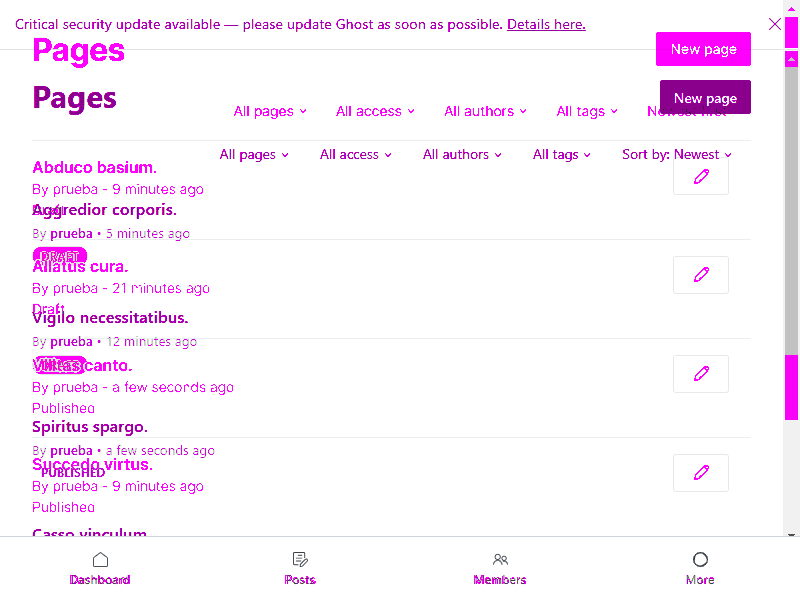 Critical security update available — please update Ghost as soon as possible. Details here.
Pages
New page
Pages
New page
All pages All access All authors All tags Newest first
All pages All access All authors All tags Sort by: Newest
Abduco basium.
By prueba - 9 minutes ago
Draft
Aggredior corporis.
By prueba • 5 minutes ago
DRAFT
Allatus cura.
By prueba - 21 minutes ago
Draft
Vigilo necessitatibus.
By prueba • 12 minutes ago
canto.
By prueba - a few seconds ago
Published
Spiritus spargo.
By prueba • a few seconds ago
Succedo virtus.
PUBLISHED
By prueba - 9 minutes ago
Published
Casso vinculum.
Dashboard Posts Members More